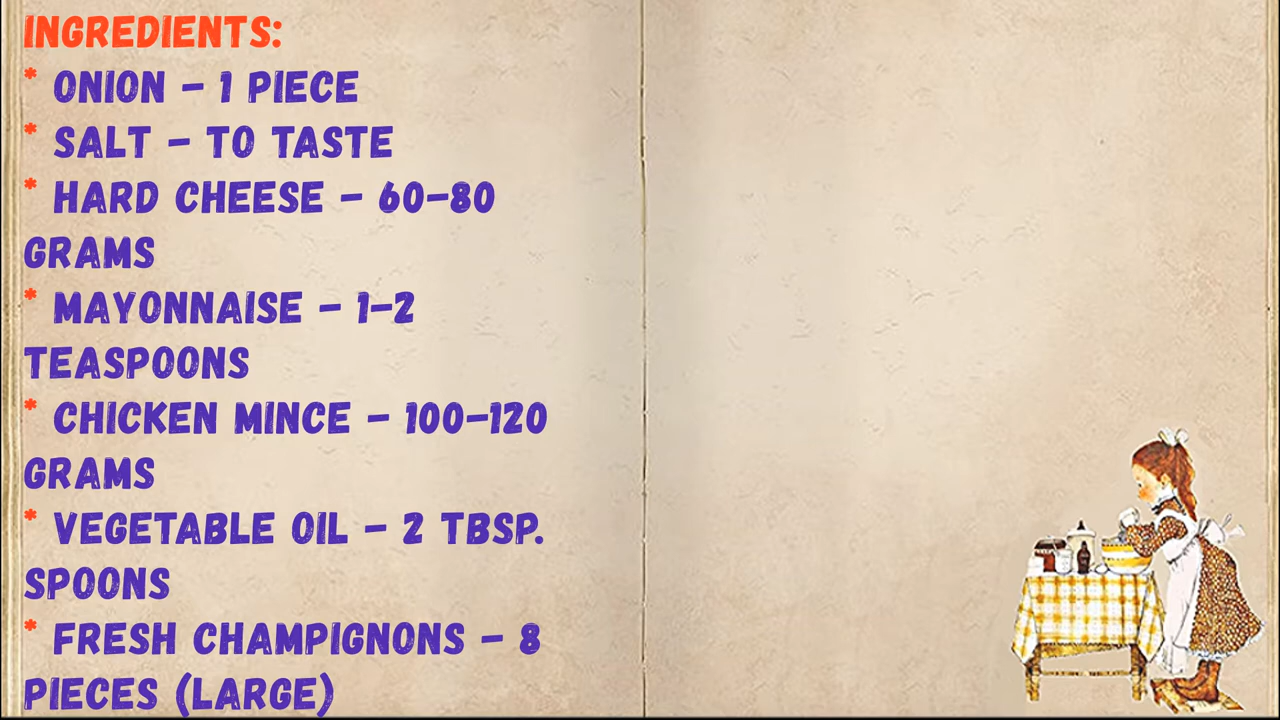 INGREDIENTS:
* ONION – 1 PIECE
* SALT – TO TASTE
* HARD CHEESE – 60-80
GRAMS
* MAYONNAISE – 1-2
TEASPOONS
* CHICKEN MINCE – 100-120
GRAMS
* VEGETABLE OIL – 2 TBSP.
SPOONS
* FRESH CHAMPIGNONS – 8
PIECES (LARGE)